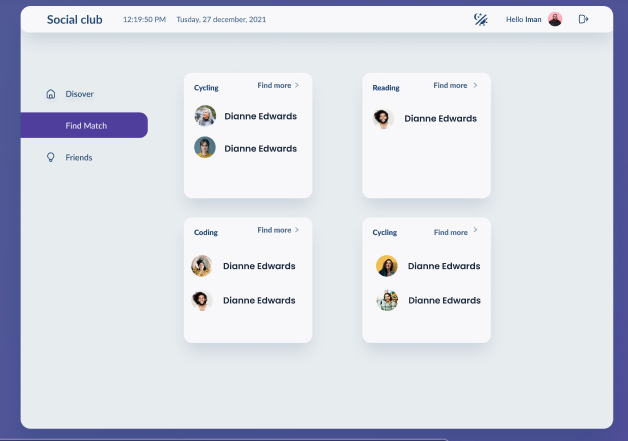 Social club 12:19:50 PM Tusday, 27 december, 2021 Hello Iman
Disover
Find Match
Friends
Cycling Find more >
Dianne Edwards
Dianne Edwards
Reading Find more >
Dianne Edwards
Coding Find more >
Dianne Edwards
Dianne Edwards
Cycling Find more >
Dianne Edwards
Dianne Edwards